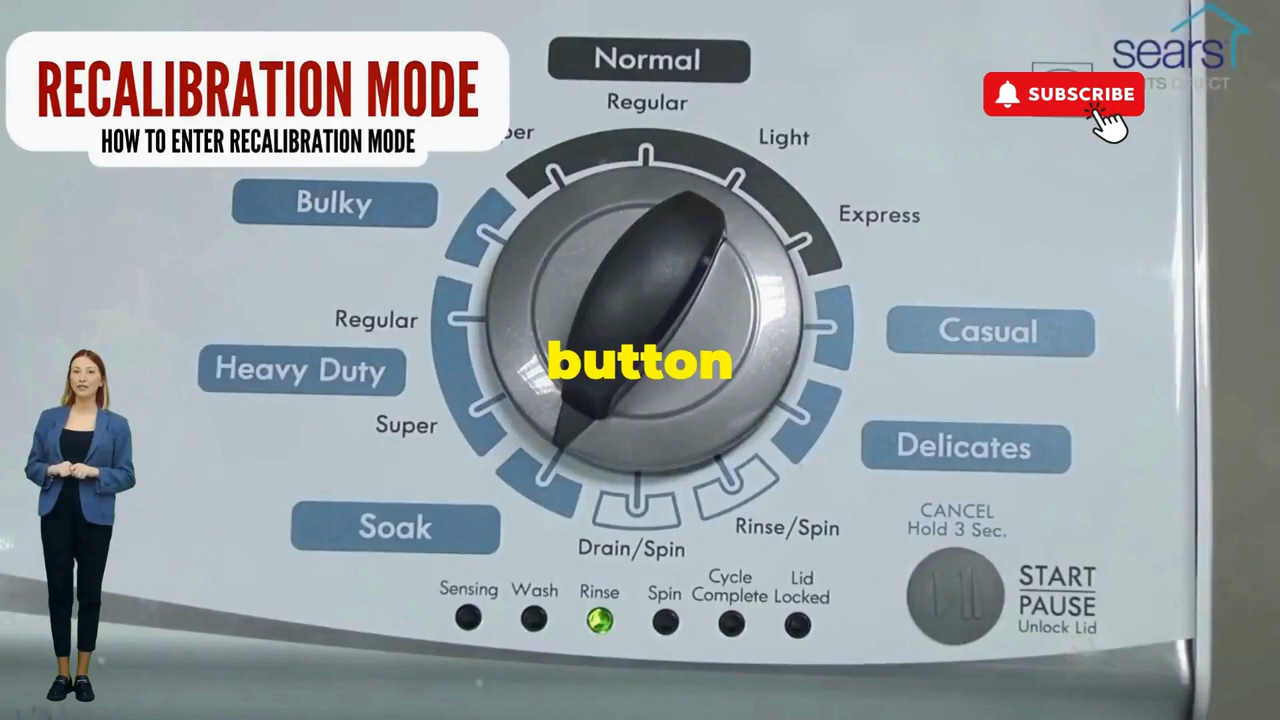 RECALIBRATION MODE
HOW TO ENTER RECALIBRATION MODE
sears
SUBSCRIBE
Normal
Regular
Light
Express
Bulky
Regular
Heavy Duty
Super
Casual
Delicates
button
Soak
Drain/Spin
Rinse/Spin
CANCEL
Hold 3 Sec.
START
PAUSE
Unlock Lid
Sensing
Wash
Rinse
Spin
Cycle
Complete
Lid
Locked